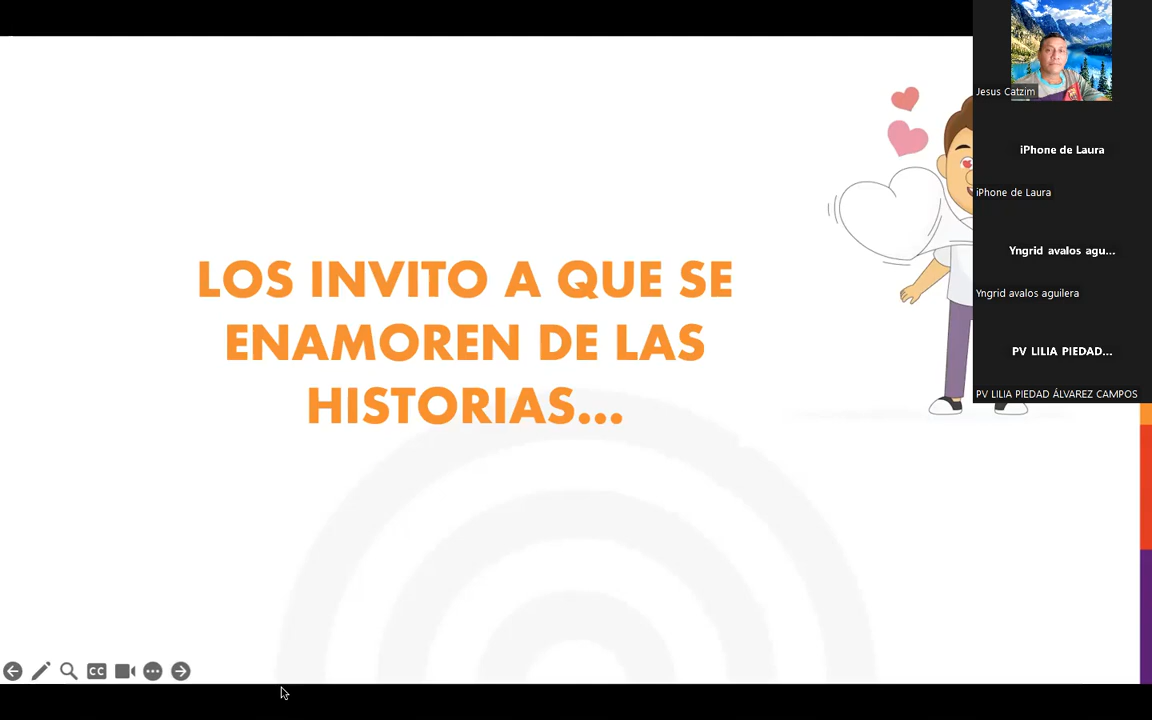 LOS INVITO A QUE SE
ENAMOREN DE LAS
HISTORIAS...
Jesus Catzim
iPhone de Laura
iPhone de Laura
Yngrid avalos agu...
Yngrid avalos aguilera
PV LILIA PIEDAD...
PV LILIA PIEDAD ÁLVAREZ CAMPOS
CC